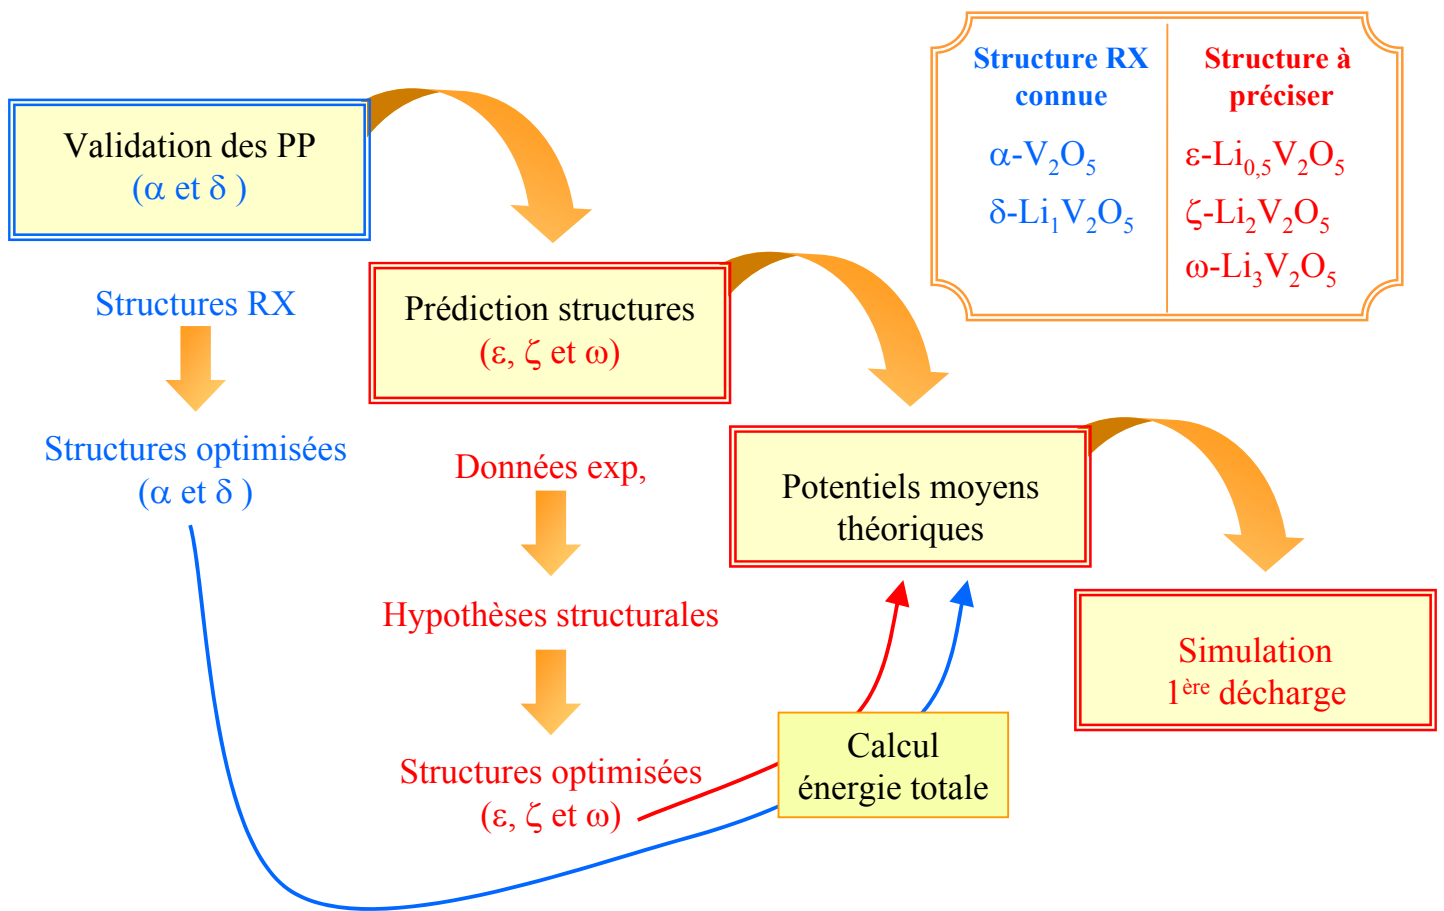 Structure RX
connue
α-V₂O₅
δ-Li₁V₂O₅
Structure à
préciser
ε-Li₀,₅V₂O₅
ζ-Li₂V₂O₅
ω-Li₃V₂O₅
Validation des PP
(α et δ )
Structures RX
Structures optimisées
(α et δ )
Prédiction structures
(ε, ζ et ω)
Données exp,
Hypothèses structurales
Structures optimisées
(ε, ζ et ω)
Potentiels moyens
théoriques
Calcul
énergie totale
Simulation
1ère décharge